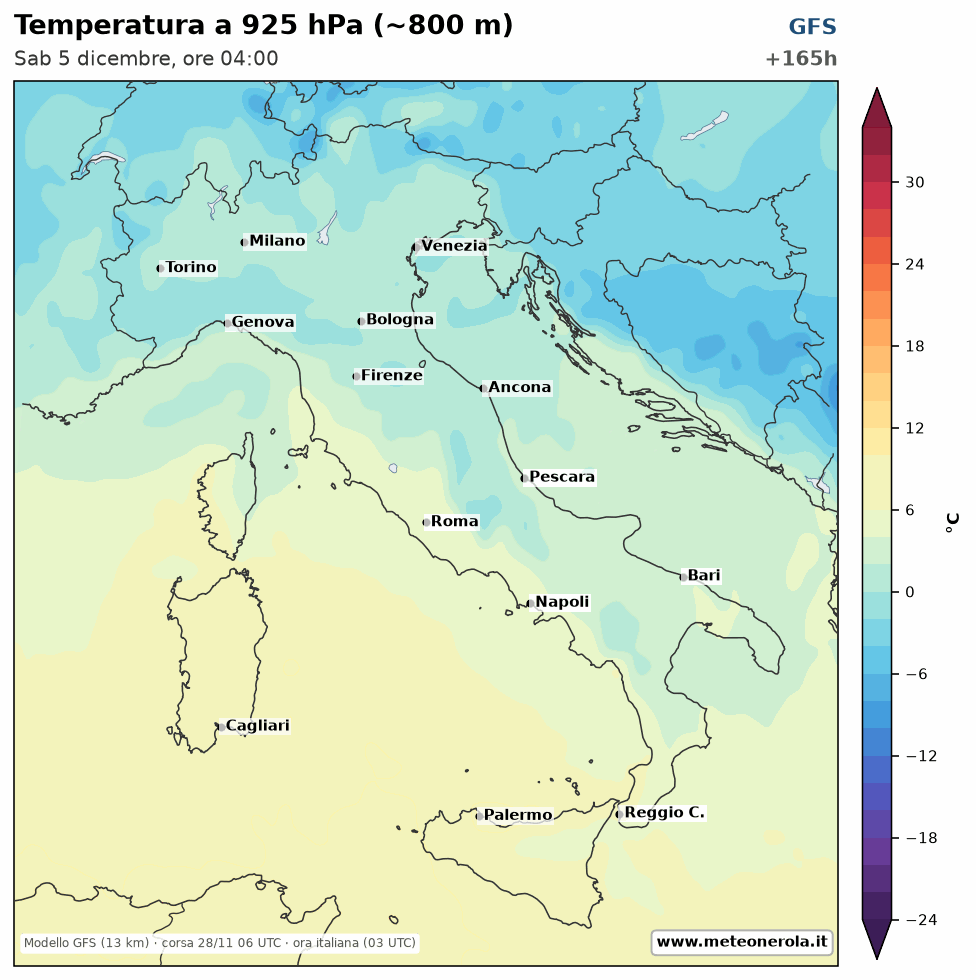 Temperatura a 925 hPa (~800 m)
GFS
Sab 5 dicembre, ore 04:00
+165h
Milano
Venezia
Torino
Genova
Bologna
Firenze
Ancona
Pescara
Roma
Bari
Napoli
Cagliari
Palermo
Reggio C.
30
24
18
12
6
0
−6
−12
−18
−24
°C
Modello GFS (13 km) · corsa 28/11 06 UTC · ora italiana (03 UTC)
www.meteonerola.it